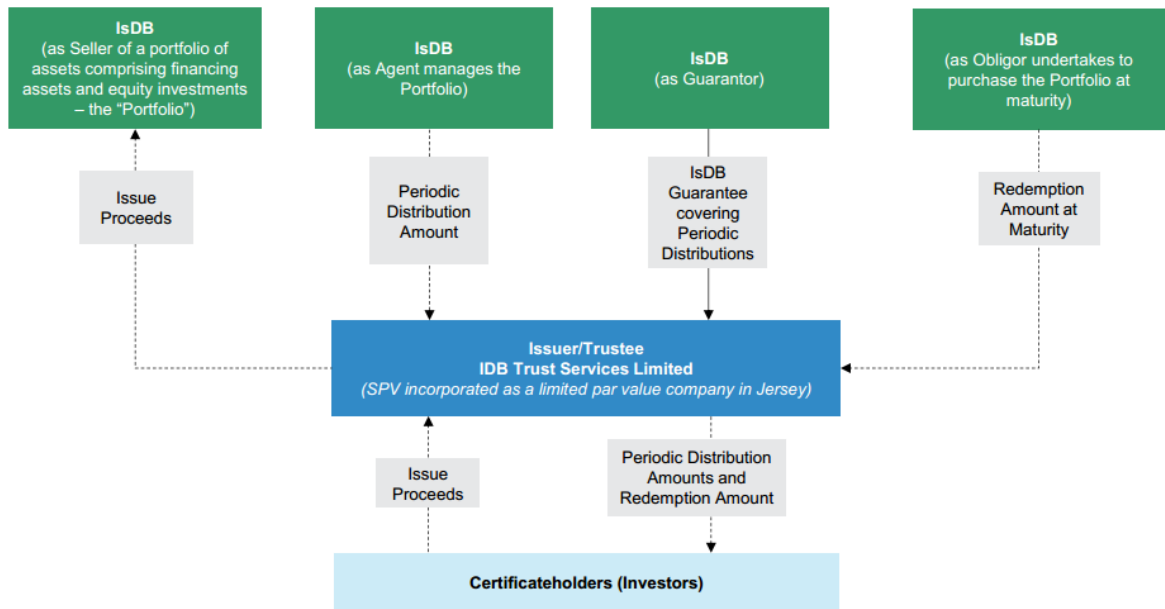 IsDB
(as Seller of a portfolio of
assets comprising financing
assets and equity investments
– the “Portfolio”)
IsDB
(as Agent manages the
Portfolio)
IsDB
(as Guarantor)
IsDB
(as Obligor undertakes to
purchase the Portfolio at
maturity)
Issue
Proceeds
Periodic
Distribution
Amount
IsDB
Guarantee
covering
Periodic
Distributions
Redemption
Amount at
Maturity
Issuer/Trustee
IDB Trust Services Limited
(SPV incorporated as a limited par value company in Jersey)
Issue
Proceeds
Periodic Distribution
Amounts and
Redemption Amount
Certificateholders (Investors)